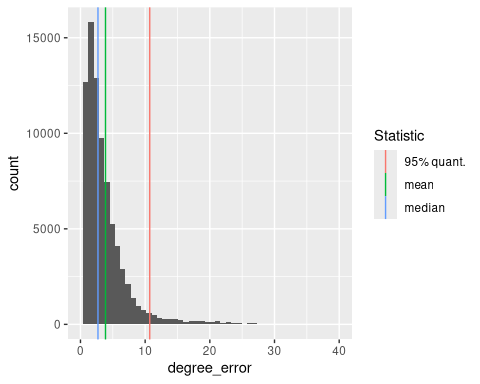 15000
10000
5000
0
count
0 10 20 30 40
degree_error
Statistic
95% quant.
mean
median